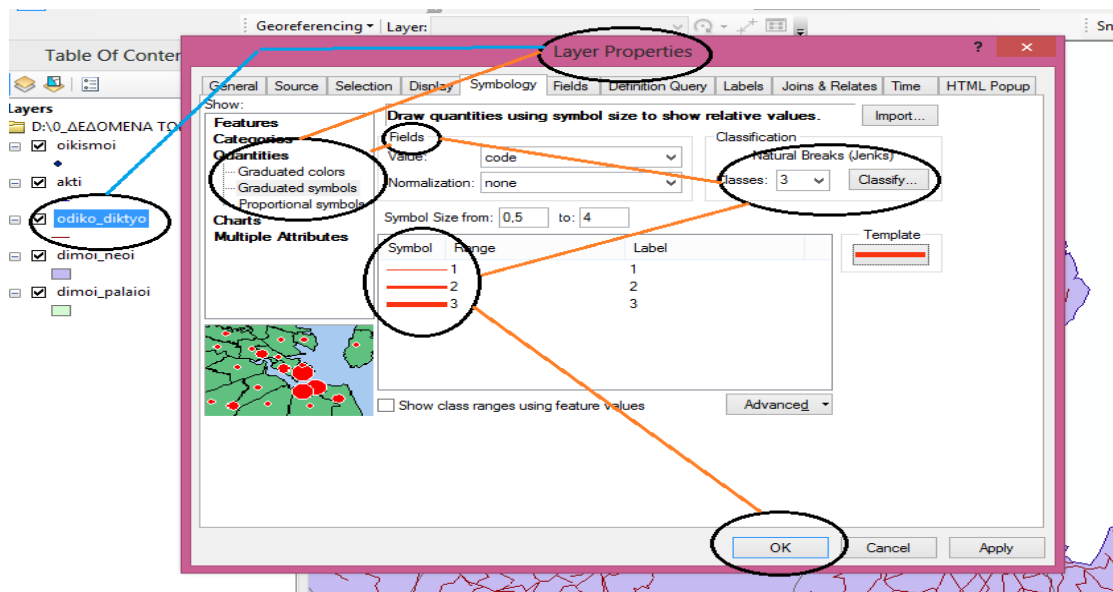 Georeferencing Layer: Sn
Table Of Conter
Layers
D:\0_ΔΕΔΟΜΕΝΑ ΤΟ
oikismoi
akti
odiko_diktyo
dimoi_neoi
dimoi_palaioi
Layer Properties ? ×
General Source Selection Display Symbology Fields Definition Query Labels Joins & Relates Time HTML Popup
Show:
Features
Categories
Quantities
Graduated colors
Graduated symbols
Proportional symbols
Charts
Multiple Attributes
Draw quantities using symbol size to show relative values. Import...
Fields
Value: code
Normalization: none
Classification
Natural Breaks (Jenks)
Classes: 3 Classify...
Symbol Size from: 0,5 to: 4
Template
Symbol Range Label
1 1
2 2
3 3
Show class ranges using feature values Advanced
OK Cancel Apply